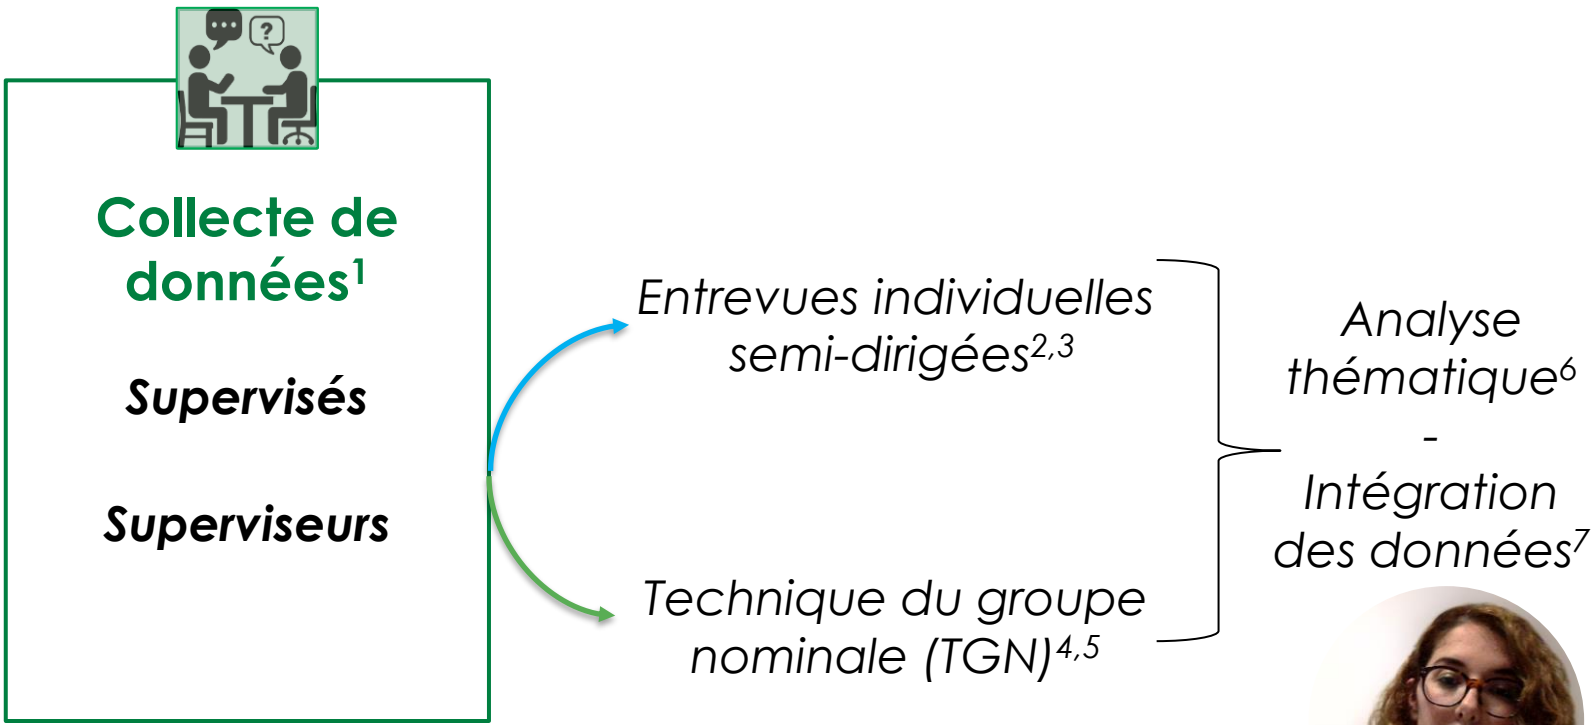 Collecte de
données¹
Supervisés
Superviseurs
Entrevues individuelles
semi-dirigées²,³
Technique du groupe
nominale (TGN)⁴,⁵
Analyse
thématique⁶
-
Intégration
des données⁷